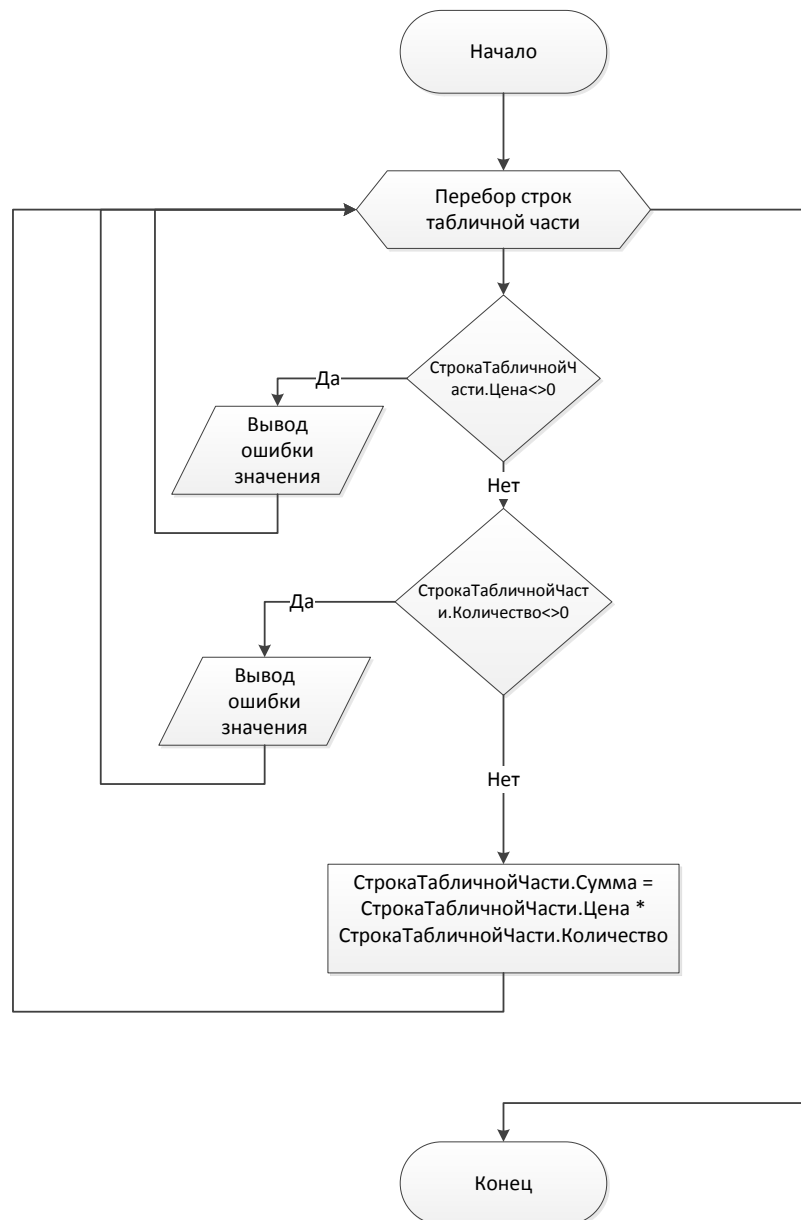 Начало
Перебор строк
табличной части
СтрокаТабличнойЧ
асти.Цена<>0
Да
Вывод
ошибки
значения
Нет
СтрокаТабличнойЧаст
и.Количество<>0
Да
Вывод
ошибки
значения
Нет
СтрокаТабличнойЧасти.Сумма =
СтрокаТабличнойЧасти.Цена *
СтрокаТабличнойЧасти.Количество
Конец